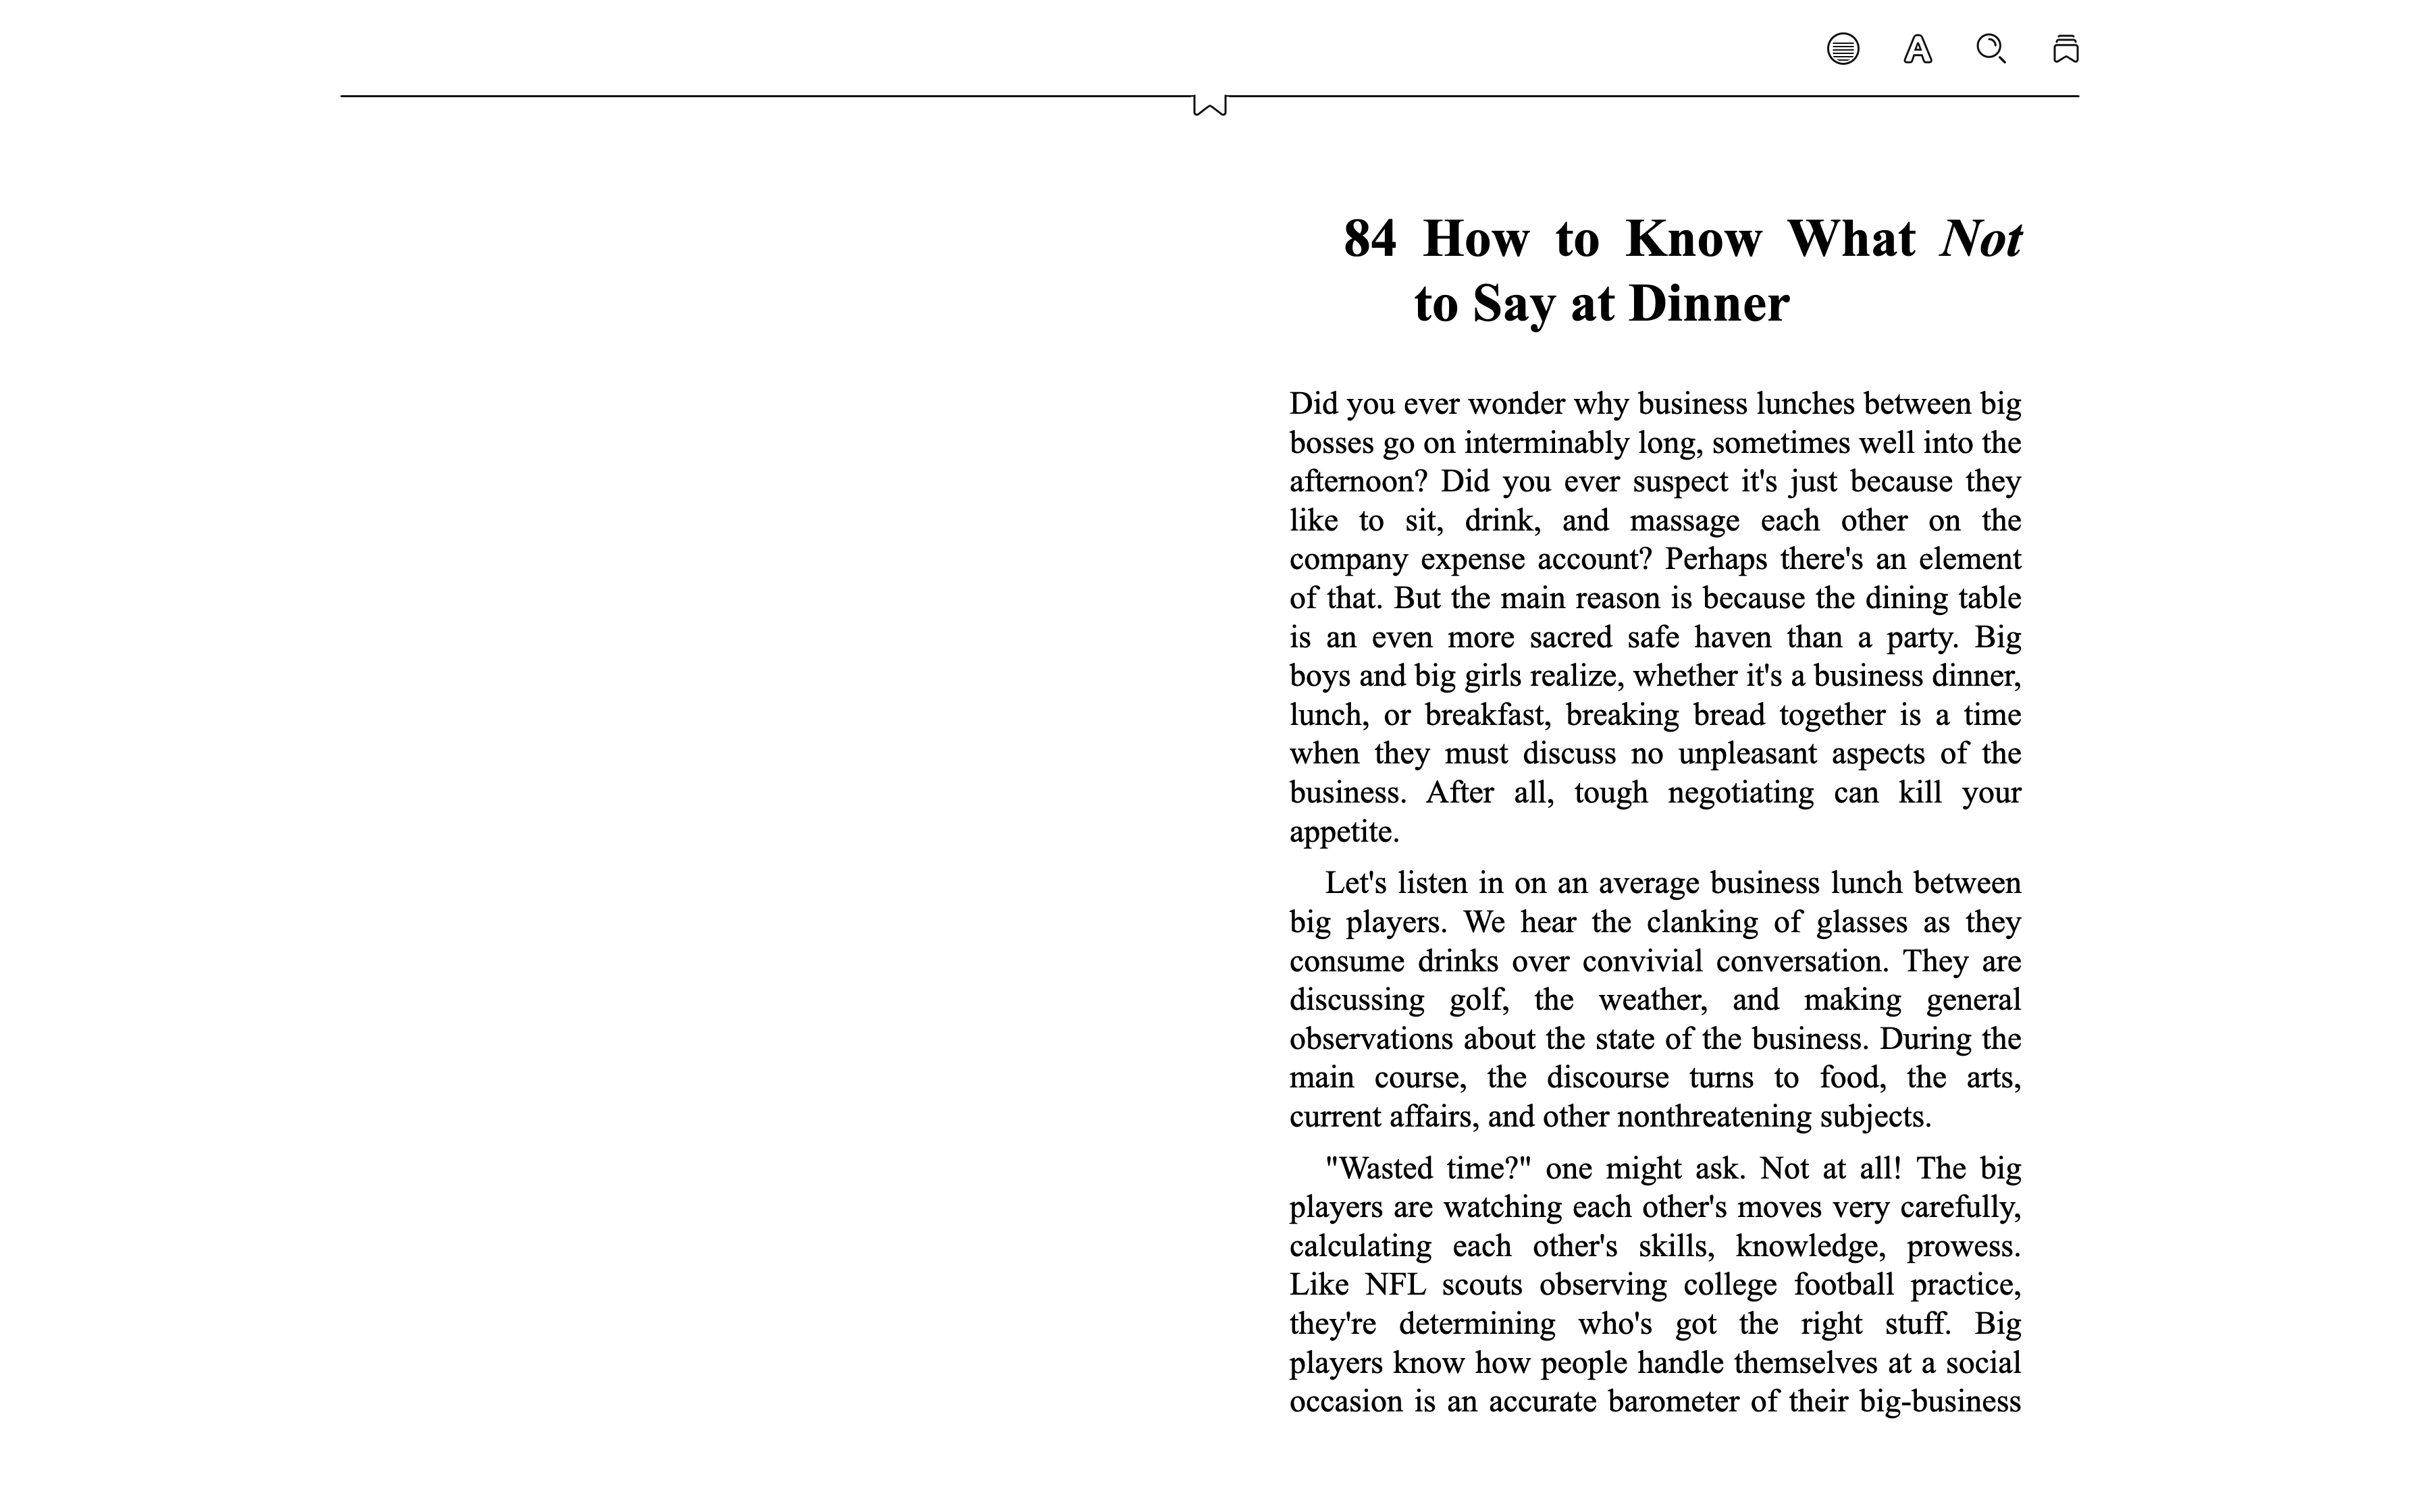 84 How to Know What Not
to Say at Dinner
Did you ever wonder why business lunches between big
bosses go on interminably long, sometimes well into the
afternoon? Did you ever suspect it's just because they
like to sit, drink, and massage each other on the
company expense account? Perhaps there's an element
of that. But the main reason is because the dining table
is an even more sacred safe haven than a party. Big
boys and big girls realize, whether it's a business dinner,
lunch, or breakfast, breaking bread together is a time
when they must discuss no unpleasant aspects of the
business. After all, tough negotiating can kill your
appetite.
Let's listen in on an average business lunch between
big players. We hear the clanking of glasses as they
consume drinks over convivial conversation. They are
discussing golf, the weather, and making general
observations about the state of the business. During the
main course, the discourse turns to food, the arts,
current affairs, and other nonthreatening subjects.
"Wasted time?" one might ask. Not at all! The big
players are watching each other's moves very carefully,
calculating each other's skills, knowledge, prowess.
Like NFL scouts observing college football practice,
they're determining who's got the right stuff. Big
players know how people handle themselves at a social
occasion is an accurate barometer of their big-business